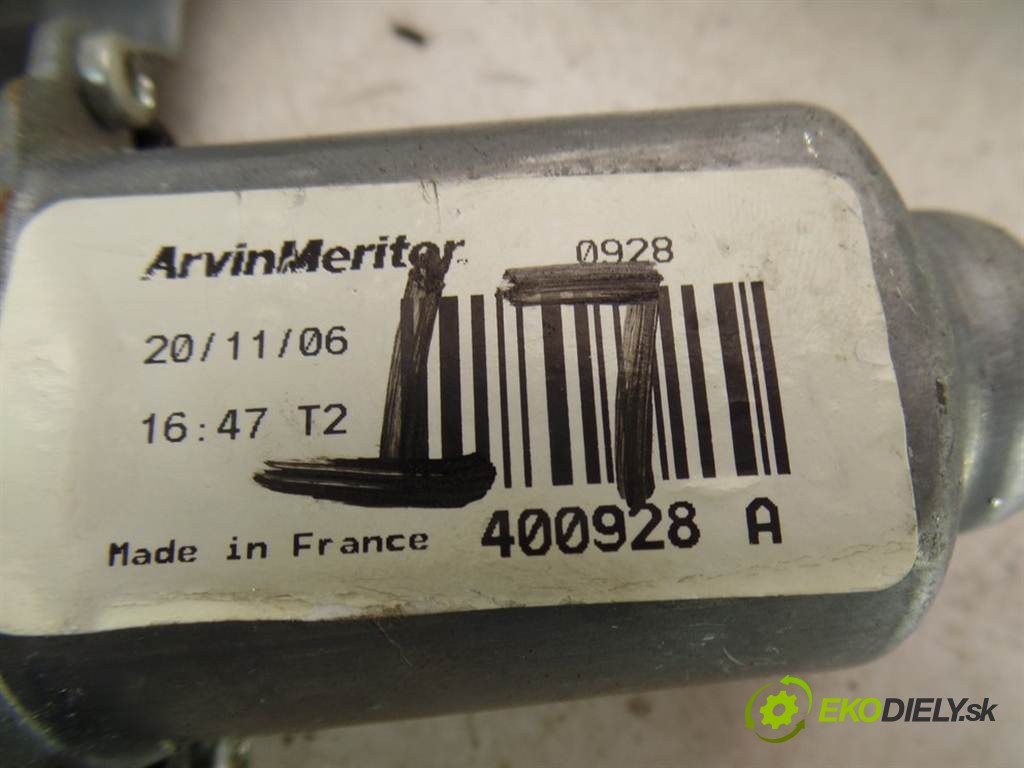 ArvinMeritor 0928
20/11/06
16:47 T2
Made in France 400928 A
EKODIELY.sk